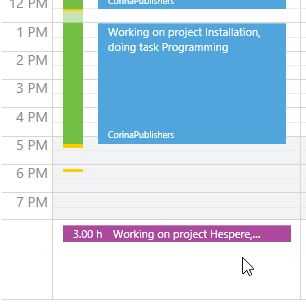 12 PM
CorinaPublishers
1 PM
Working on project Installation,
doing task Programming
2 PM
3 PM
4 PM
CorinaPublishers
5 PM
6 PM
7 PM
3.00 h Working on project Hespere,...